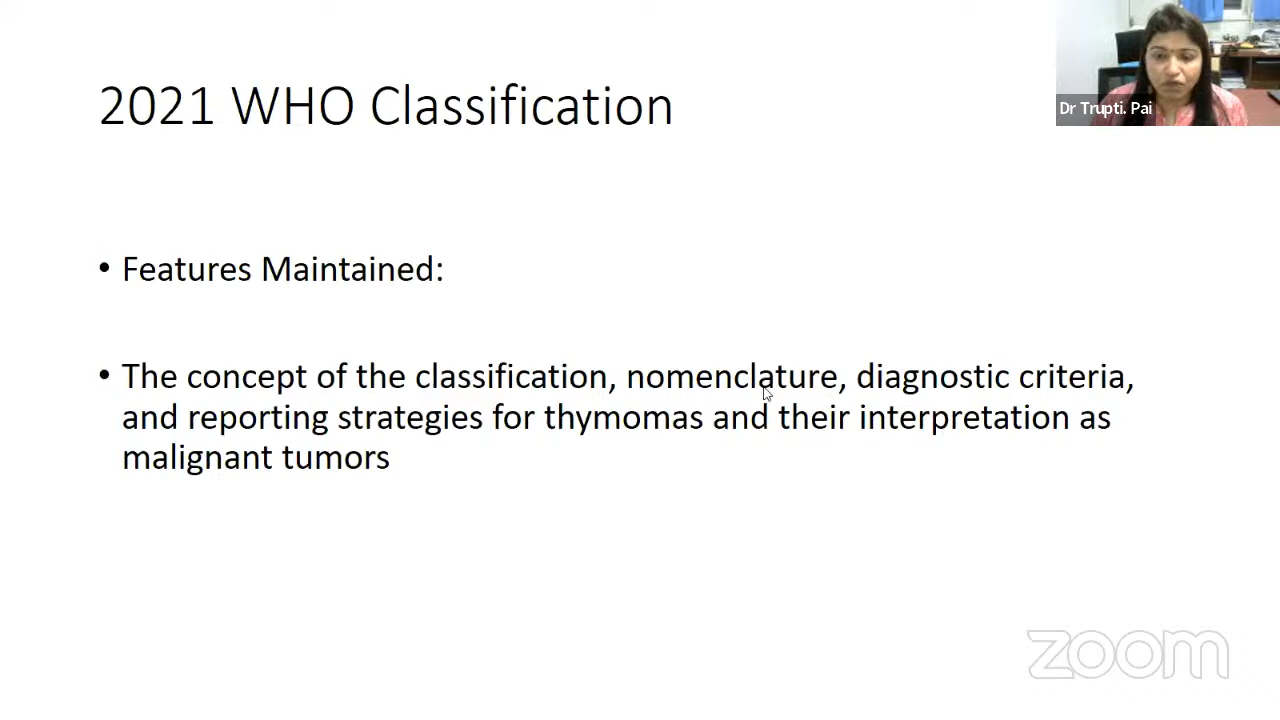 2021 WHO Classification
Dr Trupti. Pai
• Features Maintained:
• The concept of the classification, nomenclature, diagnostic criteria,
and reporting strategies for thymomas and their interpretation as
malignant tumors
zoom